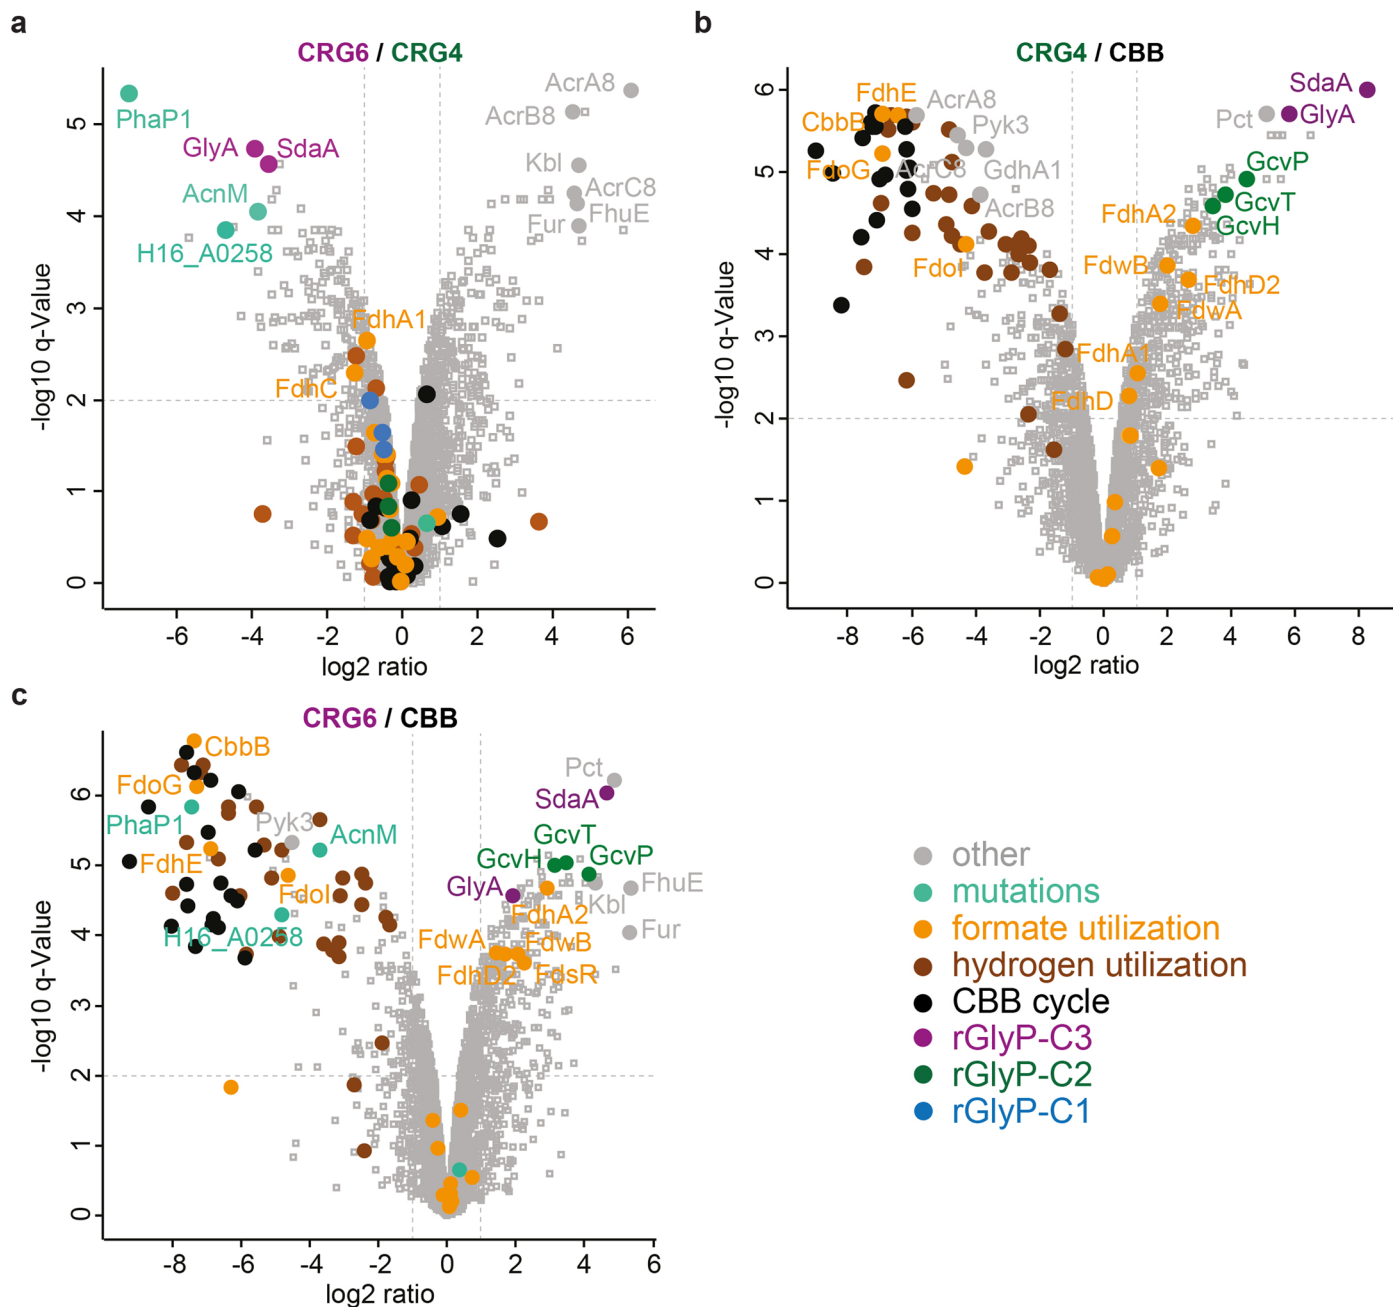 a
CRG6 / CRG4
PhaP1
GlyA
SdaA
AcnM
H16_A0258
FdhA1
FdhC
AcrA8
AcrB8
Kbl
AcrC8
FhuE
Fur
-log10 q-Value
0
1
2
3
4
5
-6
-4
-2
0
2
4
6
log2 ratio
b
CRG4 / CBB
FdhE
AcrA8
CbbB
Pyk3
FdoG
AcrC8
GdhA1
AcrB8
FdoI
SdaA
Pct
GlyA
GcvP
GcvT
GcvH
FdhA2
FdwB
FdhD2
FdwA
FdhA1
FdhD
-log10 q-Value
0
1
2
3
4
5
6
-8
-6
-4
-2
0
2
4
6
8
log2 ratio
c
CRG6 / CBB
CbbB
FdoG
PhaP1
Pyk3
AcnM
FdhE
FdoI
H16_A0258
Pct
SdaA
GcvT
GcvH
GcvP
GlyA
FhuE
Kbl
FdhA2
Fur
FdwA
FdwB
FdhD2
FdsR
-log10 q-Value
0
1
2
3
4
5
6
-8
-6
-4
-2
0
2
4
6
log2 ratio
other
mutations
formate utilization
hydrogen utilization
CBB cycle
rGlyP-C3
rGlyP-C2
rGlyP-C1